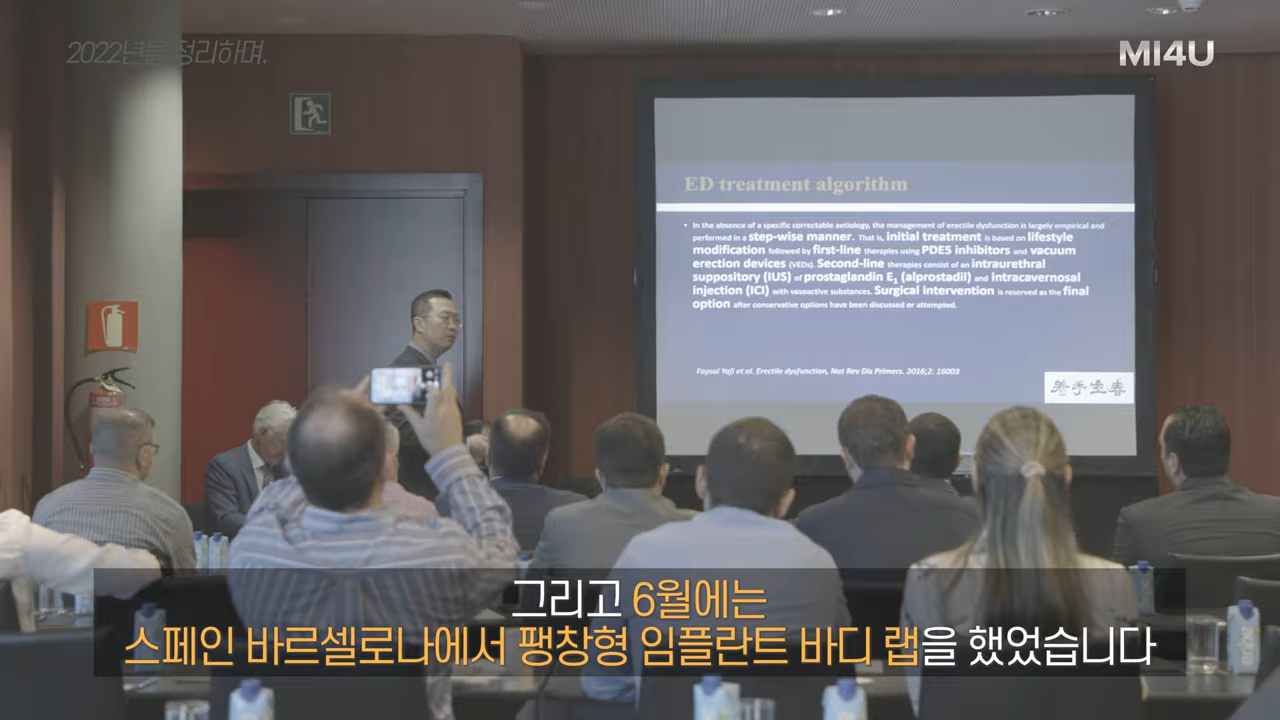 2022년을 정리하며.
MI4U
ED treatment algorithm
• In the absence of a specific correctable aetiology, the management of erectile dysfunction is largely empirical and
performed in a step-wise manner. That is, initial treatment is based on lifestyle
modification followed by first-line therapies using PDE5 inhibitors and vacuum
erection devices (VEDs). Second-line therapies consist of an intraurethral
suppository (IUS) of prostaglandin E1 (alprostadil) and intracavernosal
injection (ICI) with vasoactive substances. Surgical intervention is reserved as the final
option after conservative options have been discussed or attempted.
Faysal Yafi et al. Erectile dysfunction, Nat Rev Dis Primers. 2016;2: 16003
그리고 6월에는
스페인 바르셀로나에서 팽창형 임플란트 바디 랩을 했었습니다